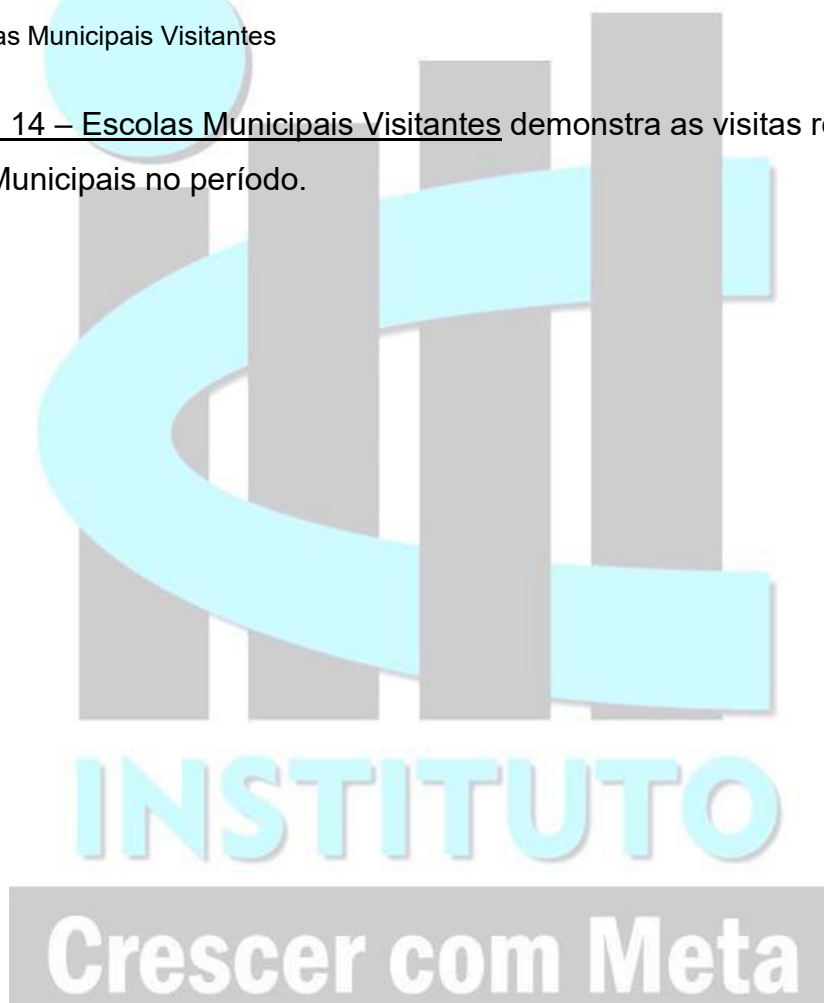 as Municipais Visitantes
14 – Escolas Municipais Visitantes demonstra as visitas re
Municipais no período.
INSTITUTO
Crescer com Meta